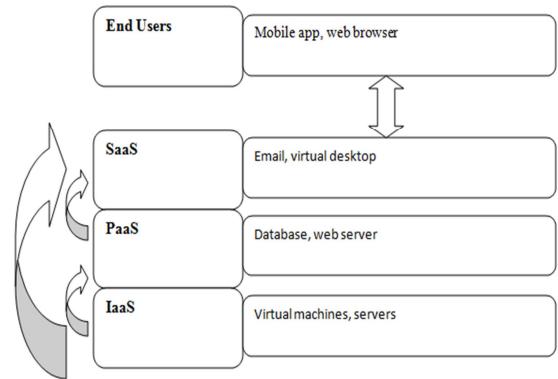 End Users
Mobile app, web browser
SaaS
Email, virtual desktop
PaaS
Database, web server
IaaS
Virtual machines, servers